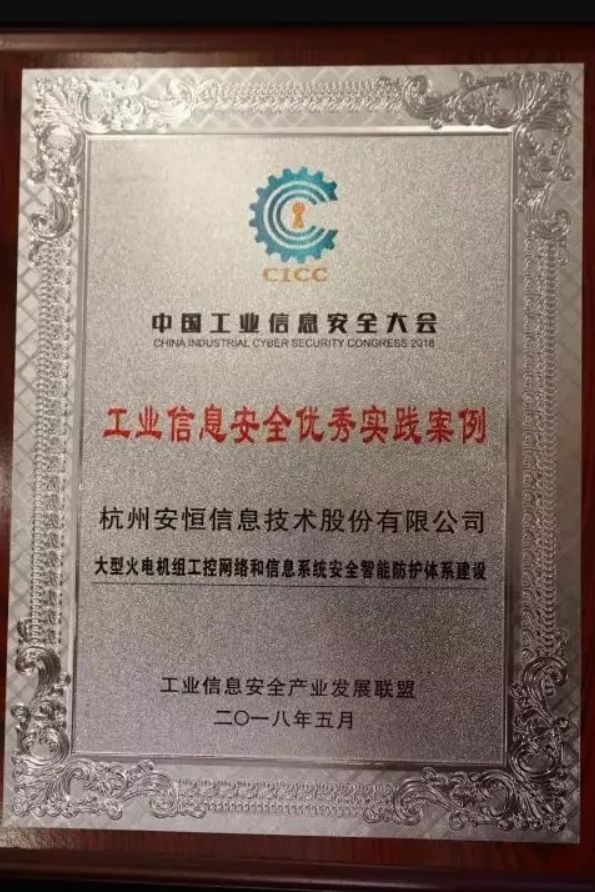 CICC
中国工业信息安全大会
CHINA INDUSTRIAL CYBER SECURITY CONGRESS 2018
工业信息安全优秀实践案例
杭州安恒信息技术股份有限公司
大型火电机组工控网络和信息系统安全智能防护体系建设
工业信息安全产业发展联盟
二〇一八年五月